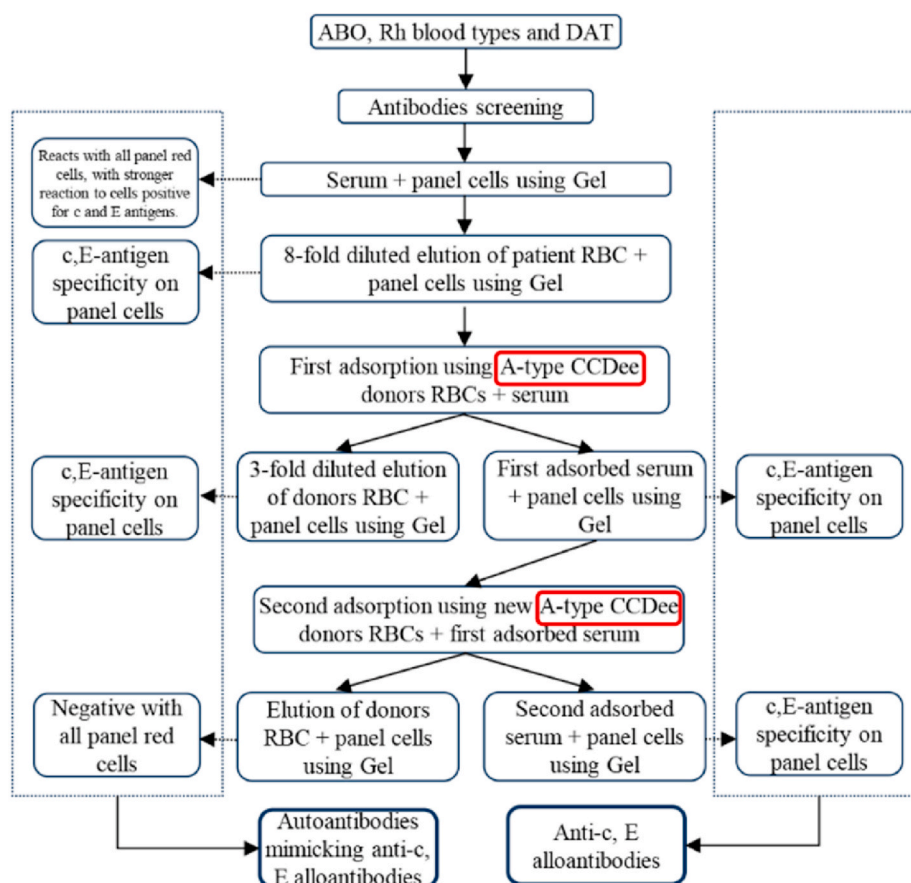 ABO, Rh blood types and DAT
Antibodies screening
Reacts with all panel red
cells, with stronger
reaction to cells positive
for c and E antigens.
Serum + panel cells using Gel
c,E-antigen
specificity on
panel cells
8-fold diluted elution of patient RBC +
panel cells using Gel
First adsorption using A-type CCDee
donors RBCs + serum
c,E-antigen
specificity on
panel cells
3-fold diluted elution
of donors RBC +
panel cells using Gel
First adsorbed serum
+ panel cells using
Gel
c,E-antigen
specificity on
panel cells
Second adsorption using new A-type CCDee
donors RBCs + first adsorbed serum
Negative with
all panel red
cells
Elution of donors
RBC + panel cells
using Gel
Second adsorbed
serum + panel cells
using Gel
c,E-antigen
specificity on
panel cells
Autoantibodies
mimicking anti-c,
E alloantibodies
Anti-c, E
alloantibodies